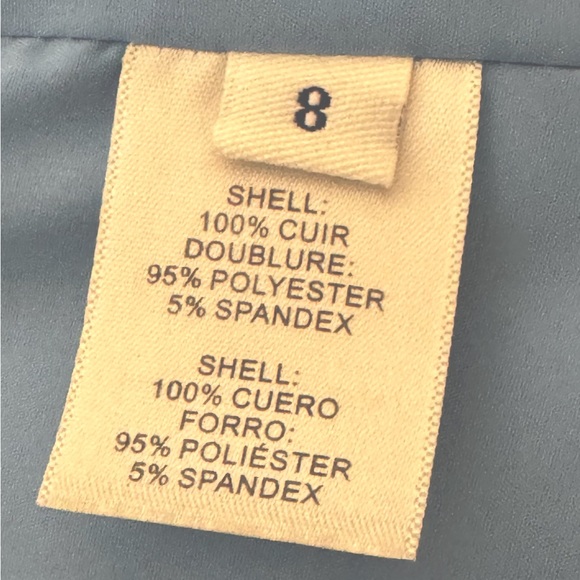 8
SHELL:
100% CUIR
DOUBLURE:
95% POLYESTER
5% SPANDEX
SHELL:
100% CUERO
FORRO:
95% POLIÉSTER
5% SPANDEX